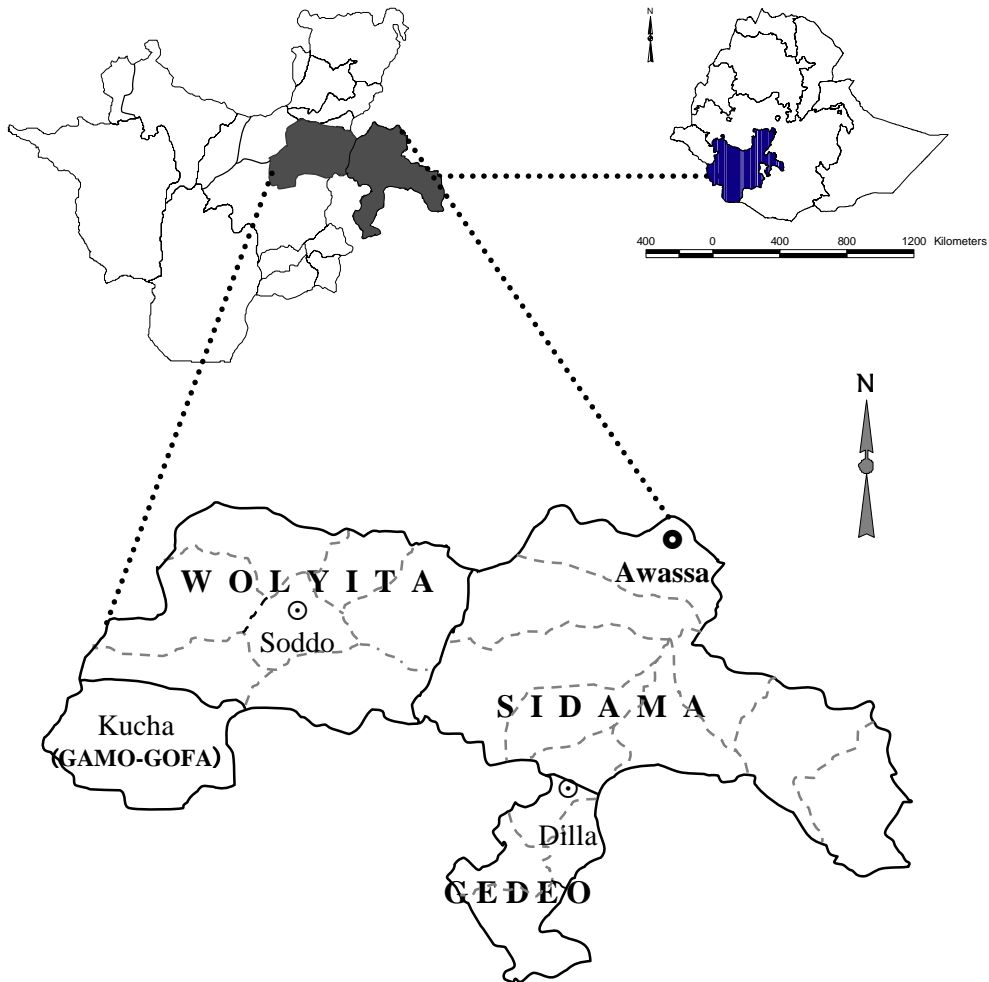 N
400 0 400 800 1200 Kilometers
N
Awassa
W O L Y I T A
Soddo
S I D A M A
Kucha
(GAMO-GOFA)
Dilla
G E D E O